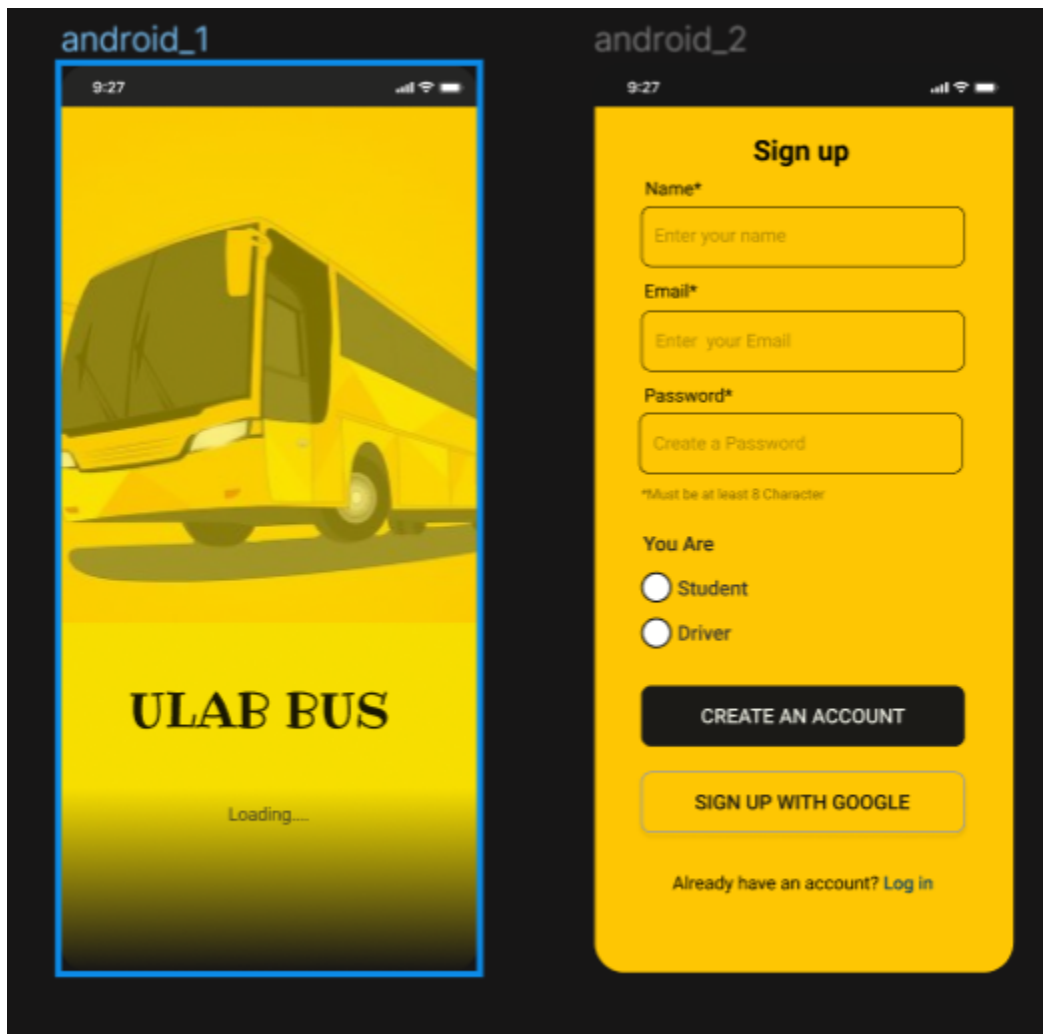 android_1
9:27
ULAB BUS
Loading....
android_2
9:27
Sign up
Name*
Enter your name
Email*
Enter  your Email
Password*
Create a Password
*Must be at least 8 Character
You Are
Student
Driver
CREATE AN ACCOUNT
SIGN UP WITH GOOGLE
Already have an account? Log in